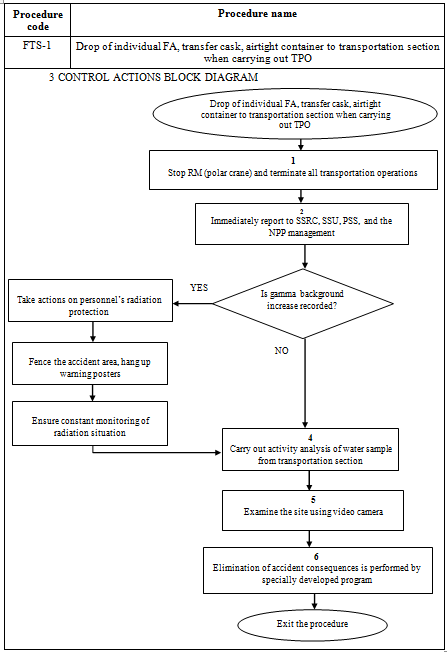 Procedure
code
Procedure name
FTS-1
Drop of individual FA, transfer cask, airtight container to transportation section
when carrying out TPO
3 CONTROL ACTIONS BLOCK DIAGRAM
Drop of individual FA, transfer cask, airtight
container to transportation section when carrying
out TPO
1
Stop RM (polar crane) and terminate all transportation operations
2
Immediately report to SSRC, SSU, PSS, and the
NPP management
Is gamma background
increase recorded?
YES
Take actions on personnel's radiation
protection
Fence the accident area, hang up
warning posters
Ensure constant monitoring of
radiation situation
NO
4
Carry out activity analysis of water sample
from transportation section
5
Examine the site using video camera
6
Elimination of accident consequences is performed by
specially developed program
Exit the procedure